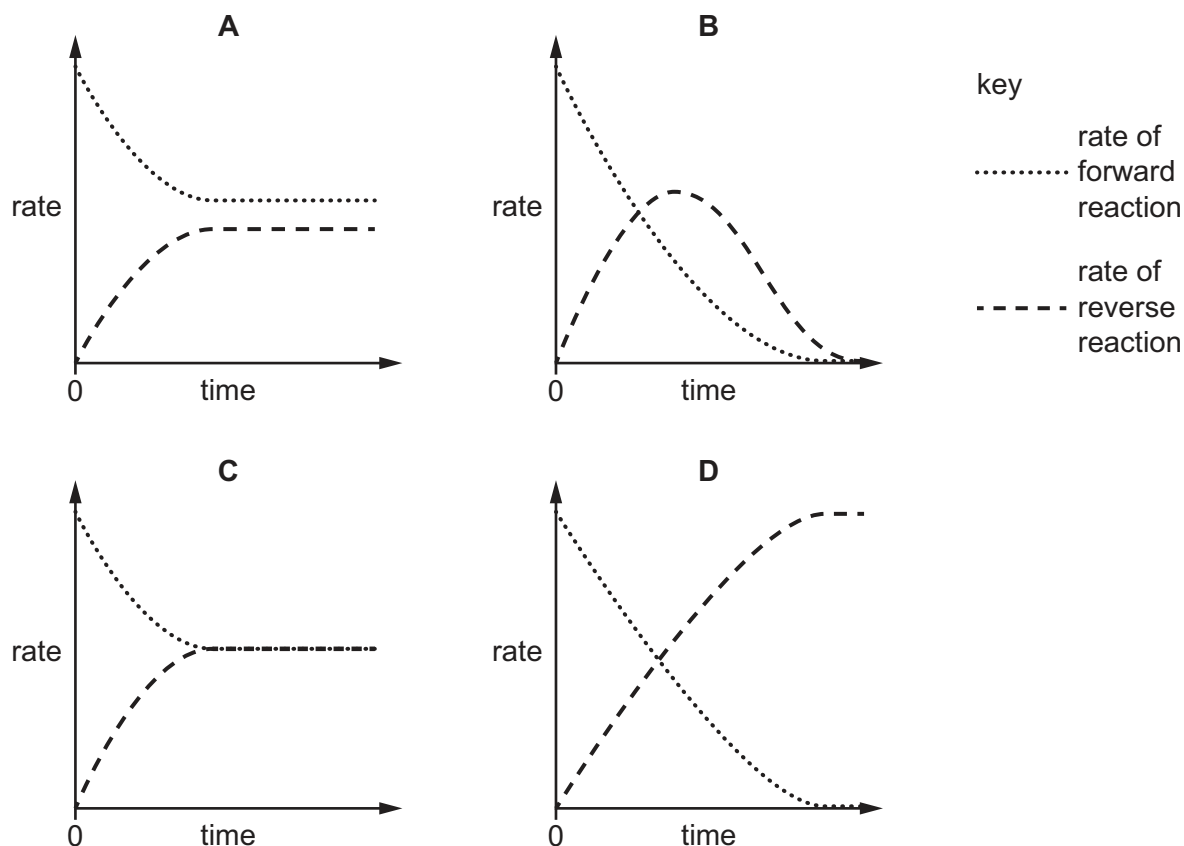 A
rate
0
time
B
rate
0
time
key
rate of
forward
reaction
rate of
reverse
reaction
C
rate
0
time
D
rate
0
time